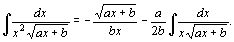 ∫ dx / (x²√(ax + b)) = − √(ax + b) / (bx) − a / (2b) ∫ dx / (x√(ax + b)).